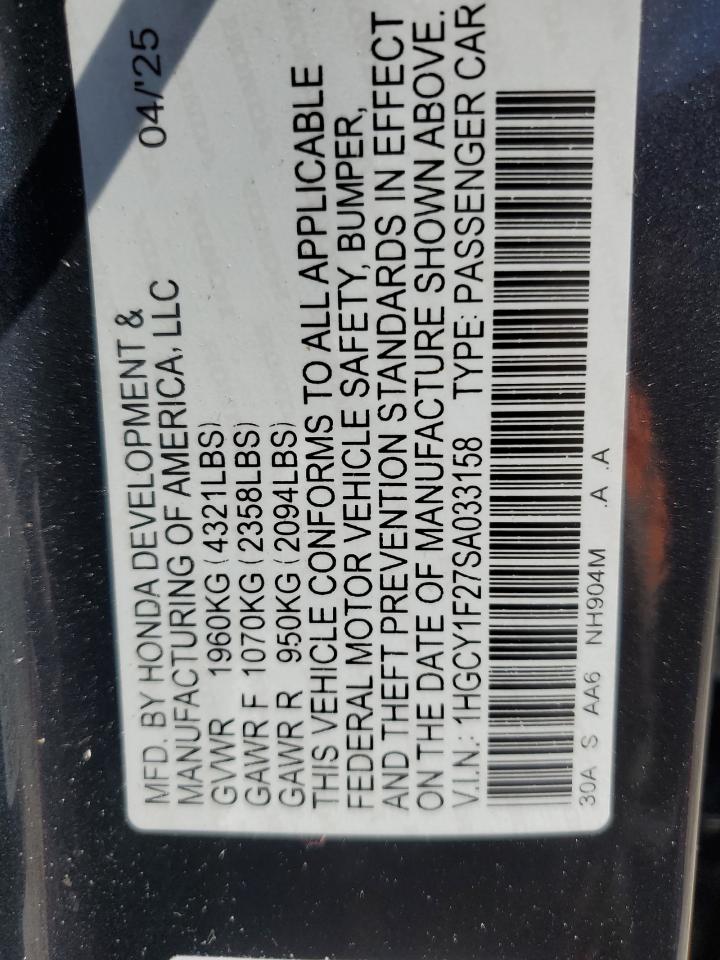 MFD. BY HONDA DEVELOPMENT & 04/'25
MANUFACTURING OF AMERICA, LLC
GVWR 1960KG (4321LBS)
GAWR F 1070KG (2358LBS)
GAWR R 950KG (2094LBS)
THIS VEHICLE CONFORMS TO ALL APPLICABLE
FEDERAL MOTOR VEHICLE SAFETY, BUMPER,
AND THEFT PREVENTION STANDARDS IN EFFECT
ON THE DATE OF MANUFACTURE SHOWN ABOVE.
V.I.N.: 1HGCY1F27SA033158 TYPE: PASSENGER CAR
30A S AA6 NH904M .A .A